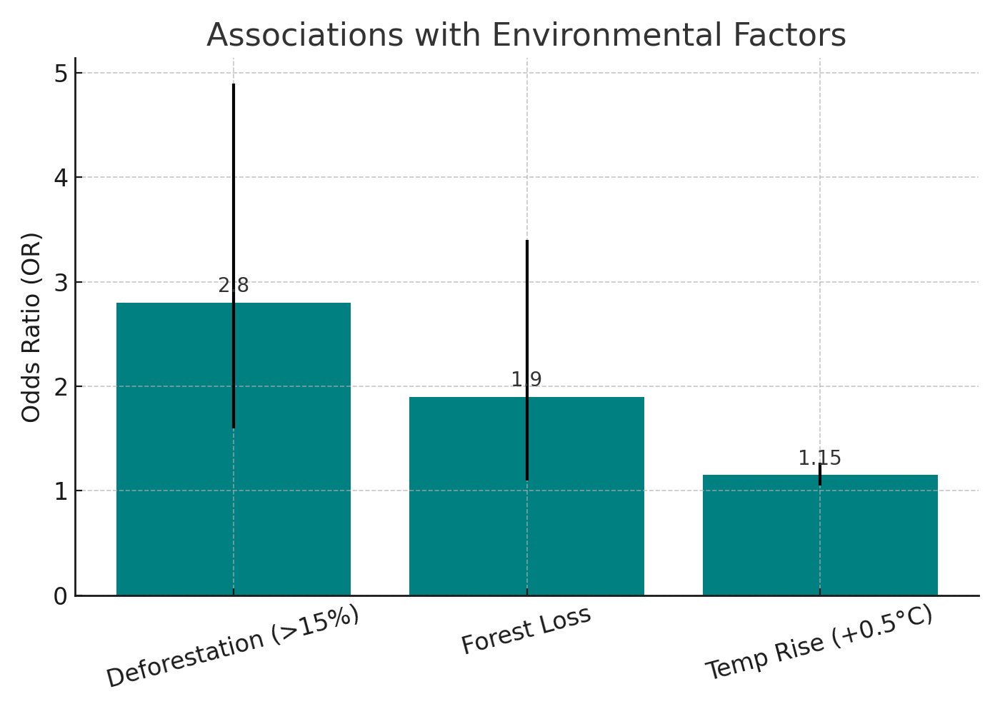 Associations with Environmental Factors
Odds Ratio (OR)
5
4
3
2
1
0
2.8
1.9
1.15
Deforestation (>15%)
Forest Loss
Temp Rise (+0.5°C)